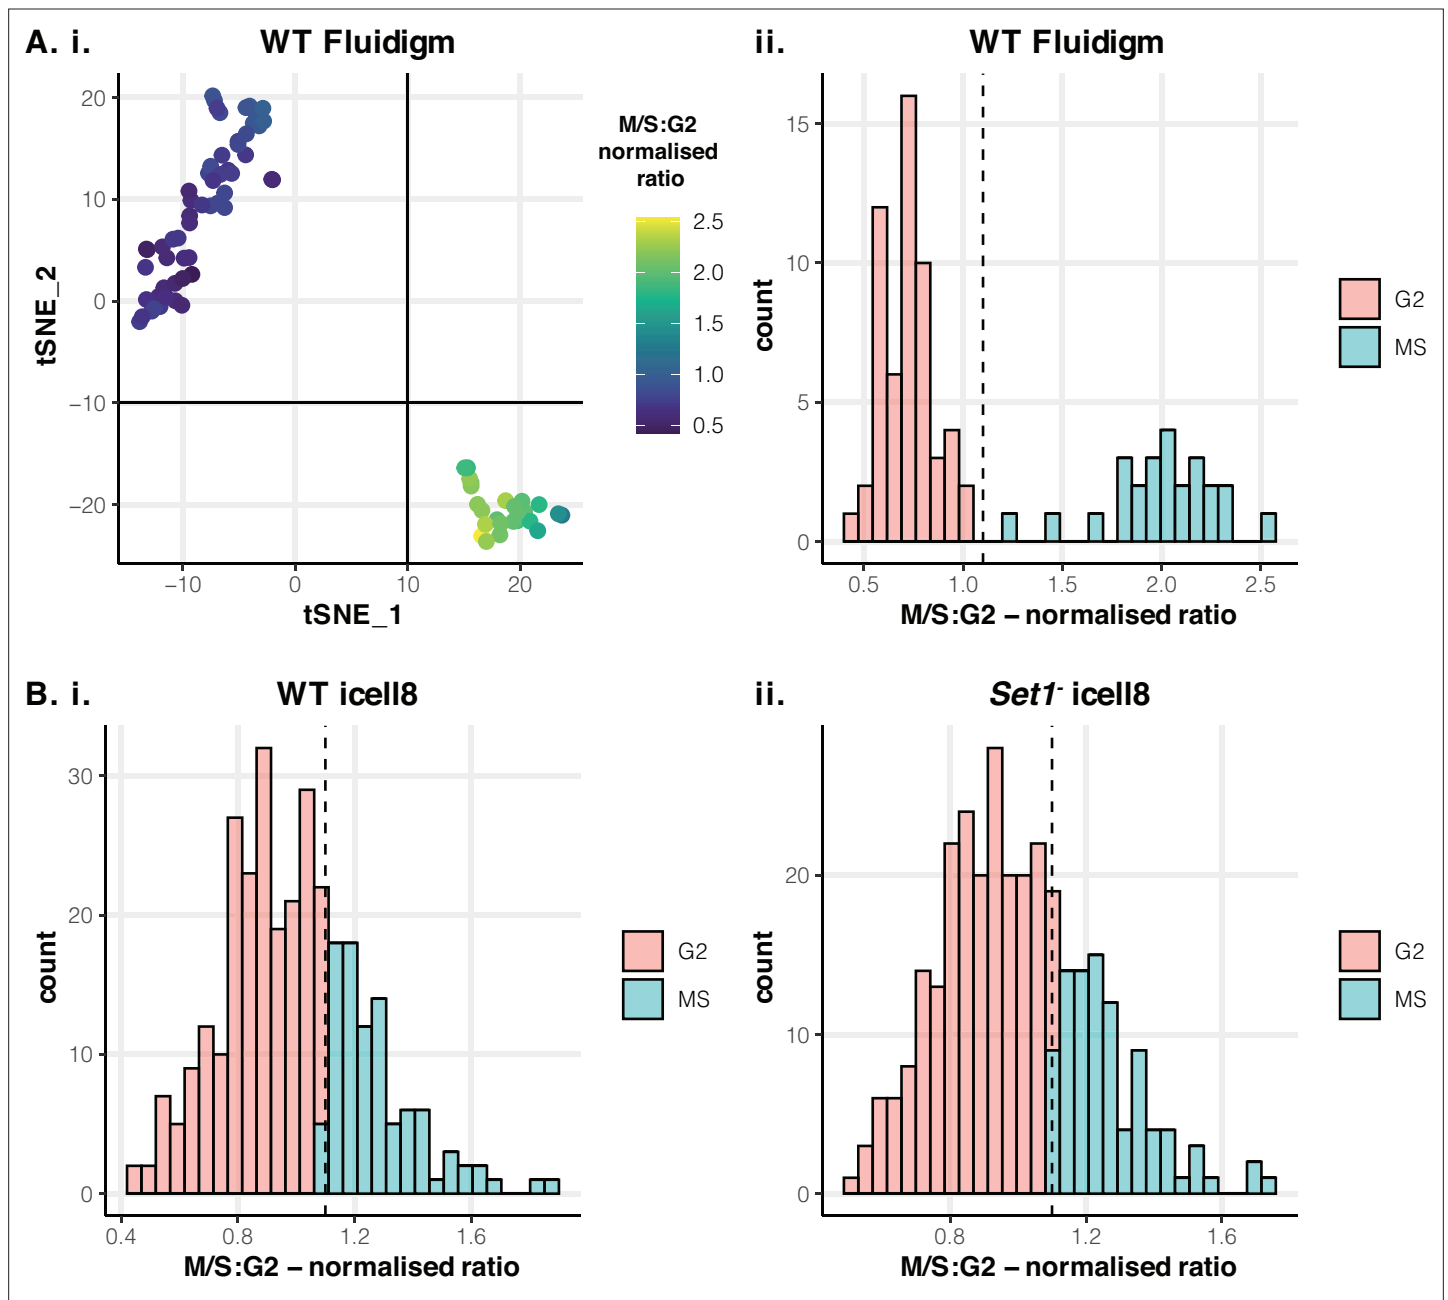 A. i.
WT Fluidigm
20
10
0
−10
−20
−10
0
10
20
tSNE_2
tSNE_1
M/S:G2
normalised
ratio
2.5
2.0
1.5
1.0
0.5
ii.
WT Fluidigm
15
10
5
0
0.5
1.0
1.5
2.0
2.5
count
M/S:G2 – normalised ratio
G2
MS
B. i.
WT icell8
30
20
10
0
0.4
0.8
1.2
1.6
count
M/S:G2 – normalised ratio
G2
MS
ii.
Set1- icell8
20
10
0
0.8
1.2
1.6
count
M/S:G2 – normalised ratio
G2
MS